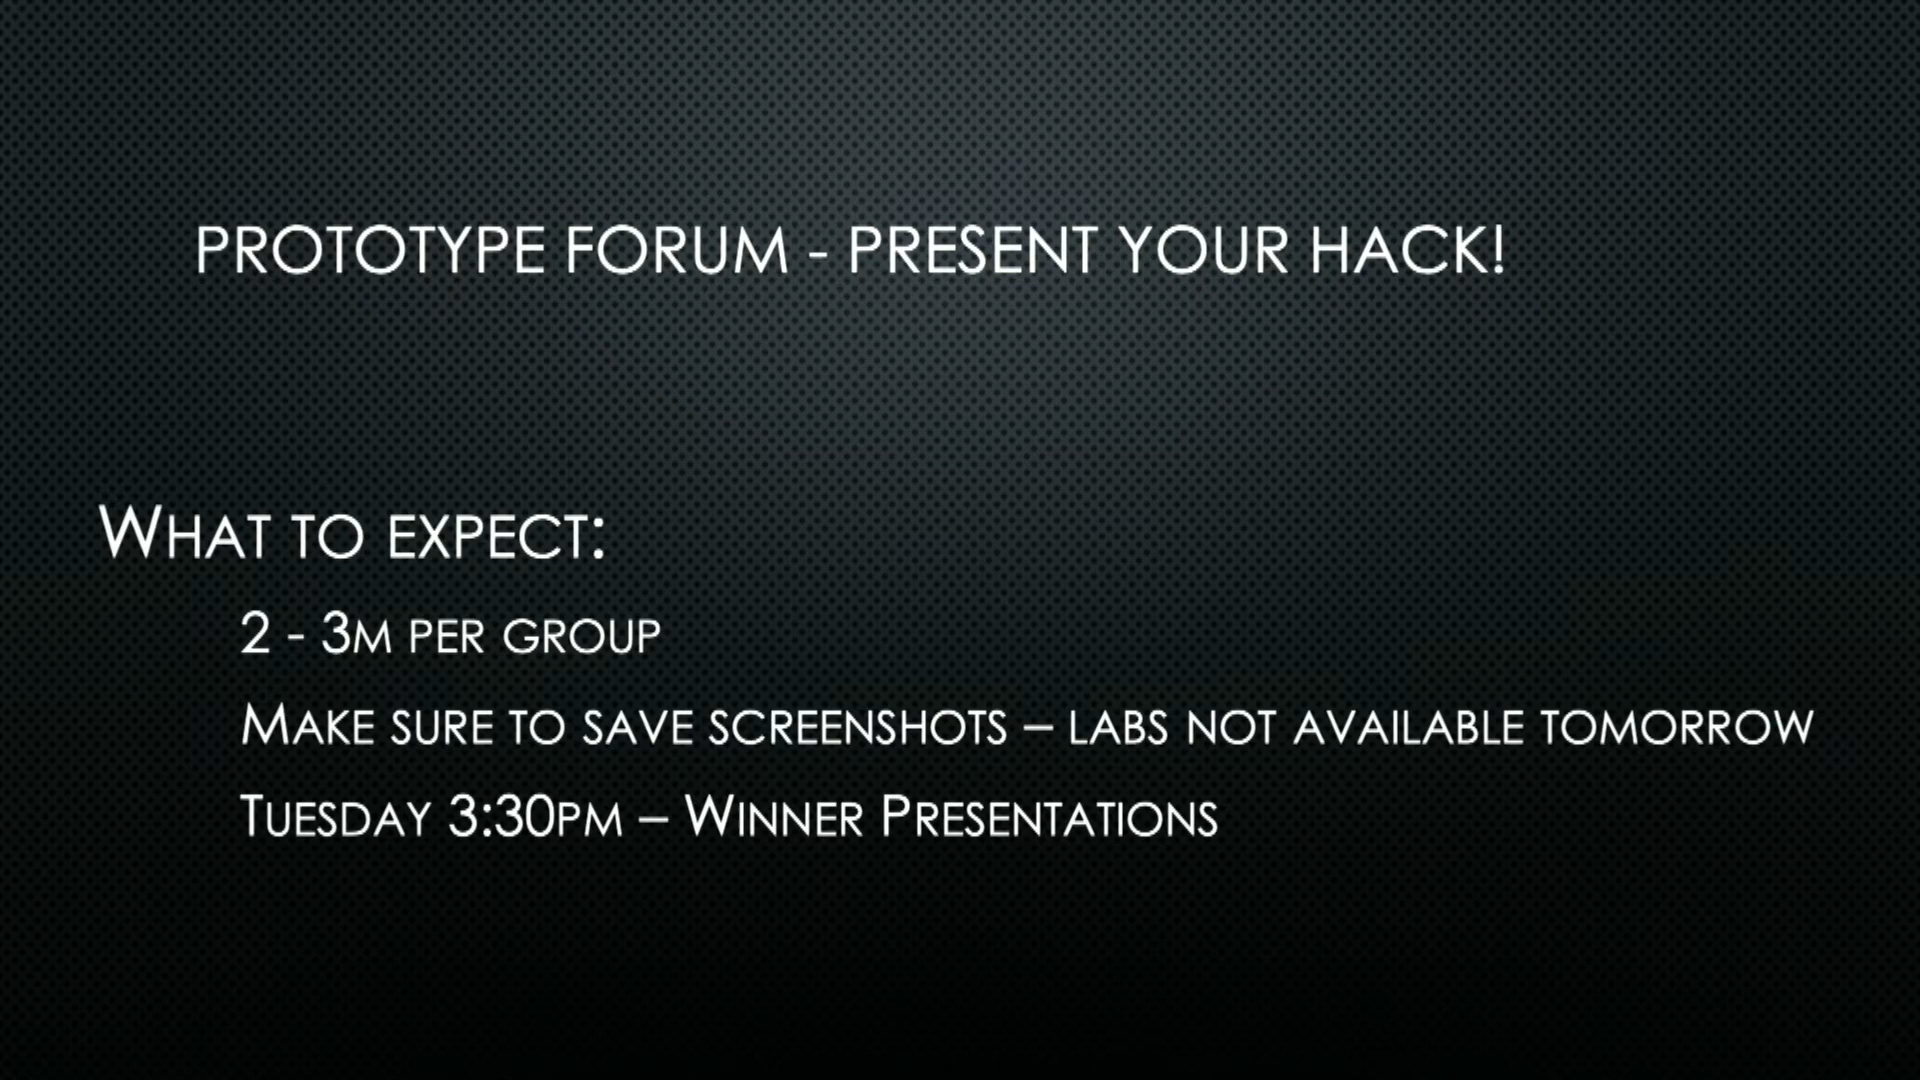 PROTOTYPE FORUM - PRESENT YOUR HACK!
WHAT TO EXPECT:
2 - 3M PER GROUP
MAKE SURE TO SAVE SCREENSHOTS – LABS NOT AVAILABLE TOMORROW
TUESDAY 3:30PM – WINNER PRESENTATIONS